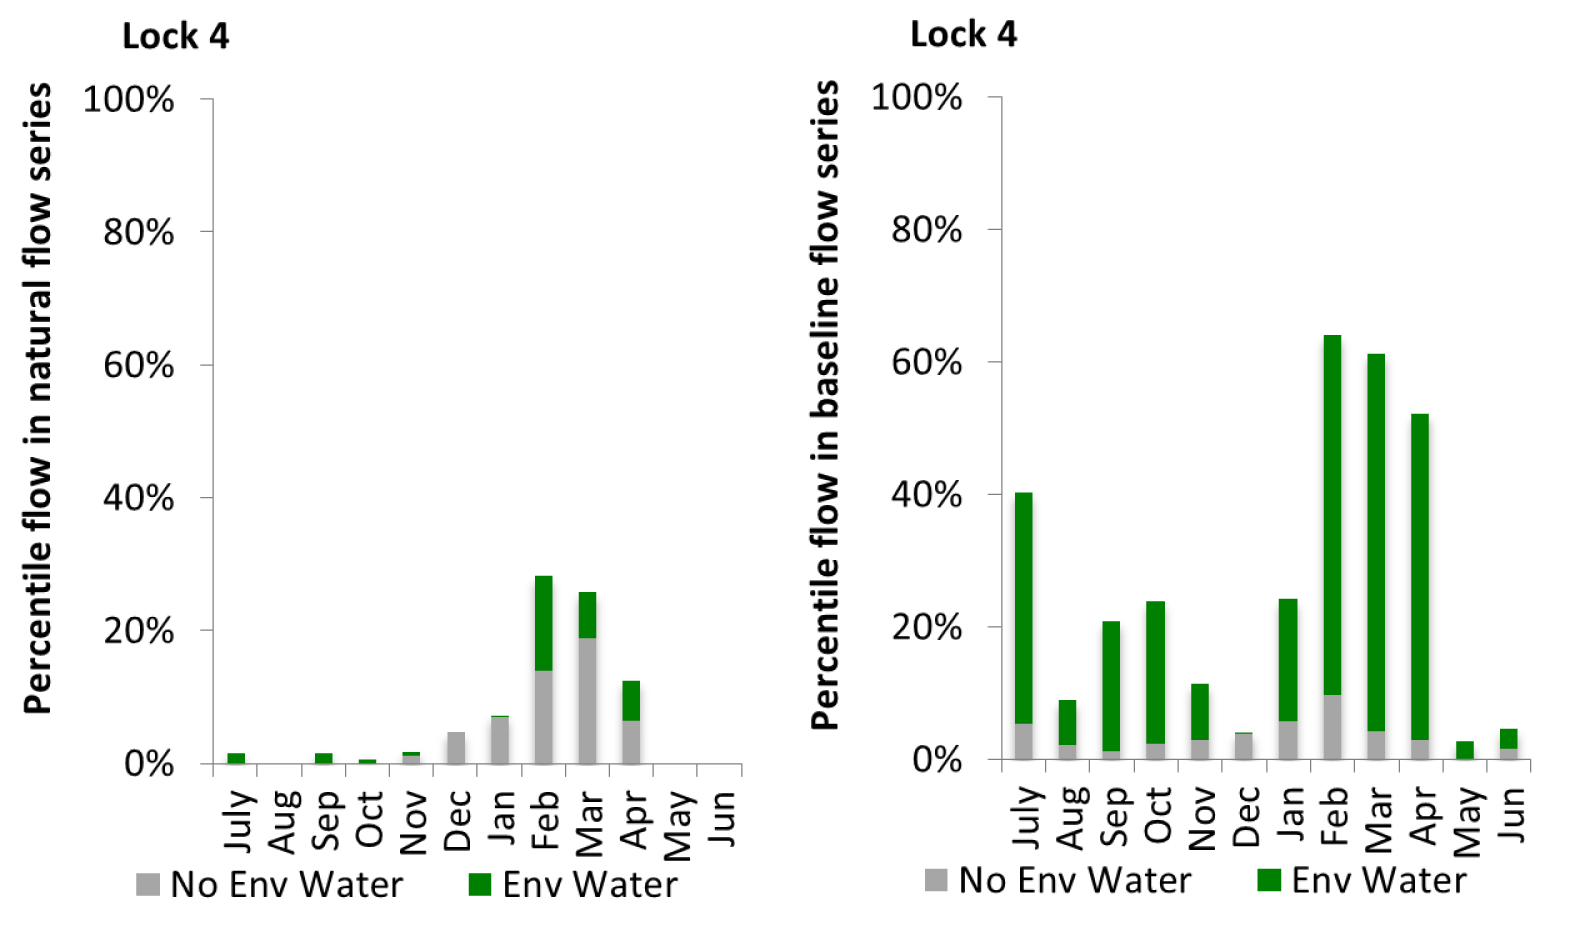 Lock 4
Percentile flow in natural flow series
100%
80%
60%
40%
20%
0%
July
Aug
Sep
Oct
Nov
Dec
Jan
Feb
Mar
Apr
May
Jun
No Env Water
Env Water
Lock 4
Percentile flow in baseline flow series
100%
80%
60%
40%
20%
0%
July
Aug
Sep
Oct
Nov
Dec
Jan
Feb
Mar
Apr
May
Jun
No Env Water
Env Water